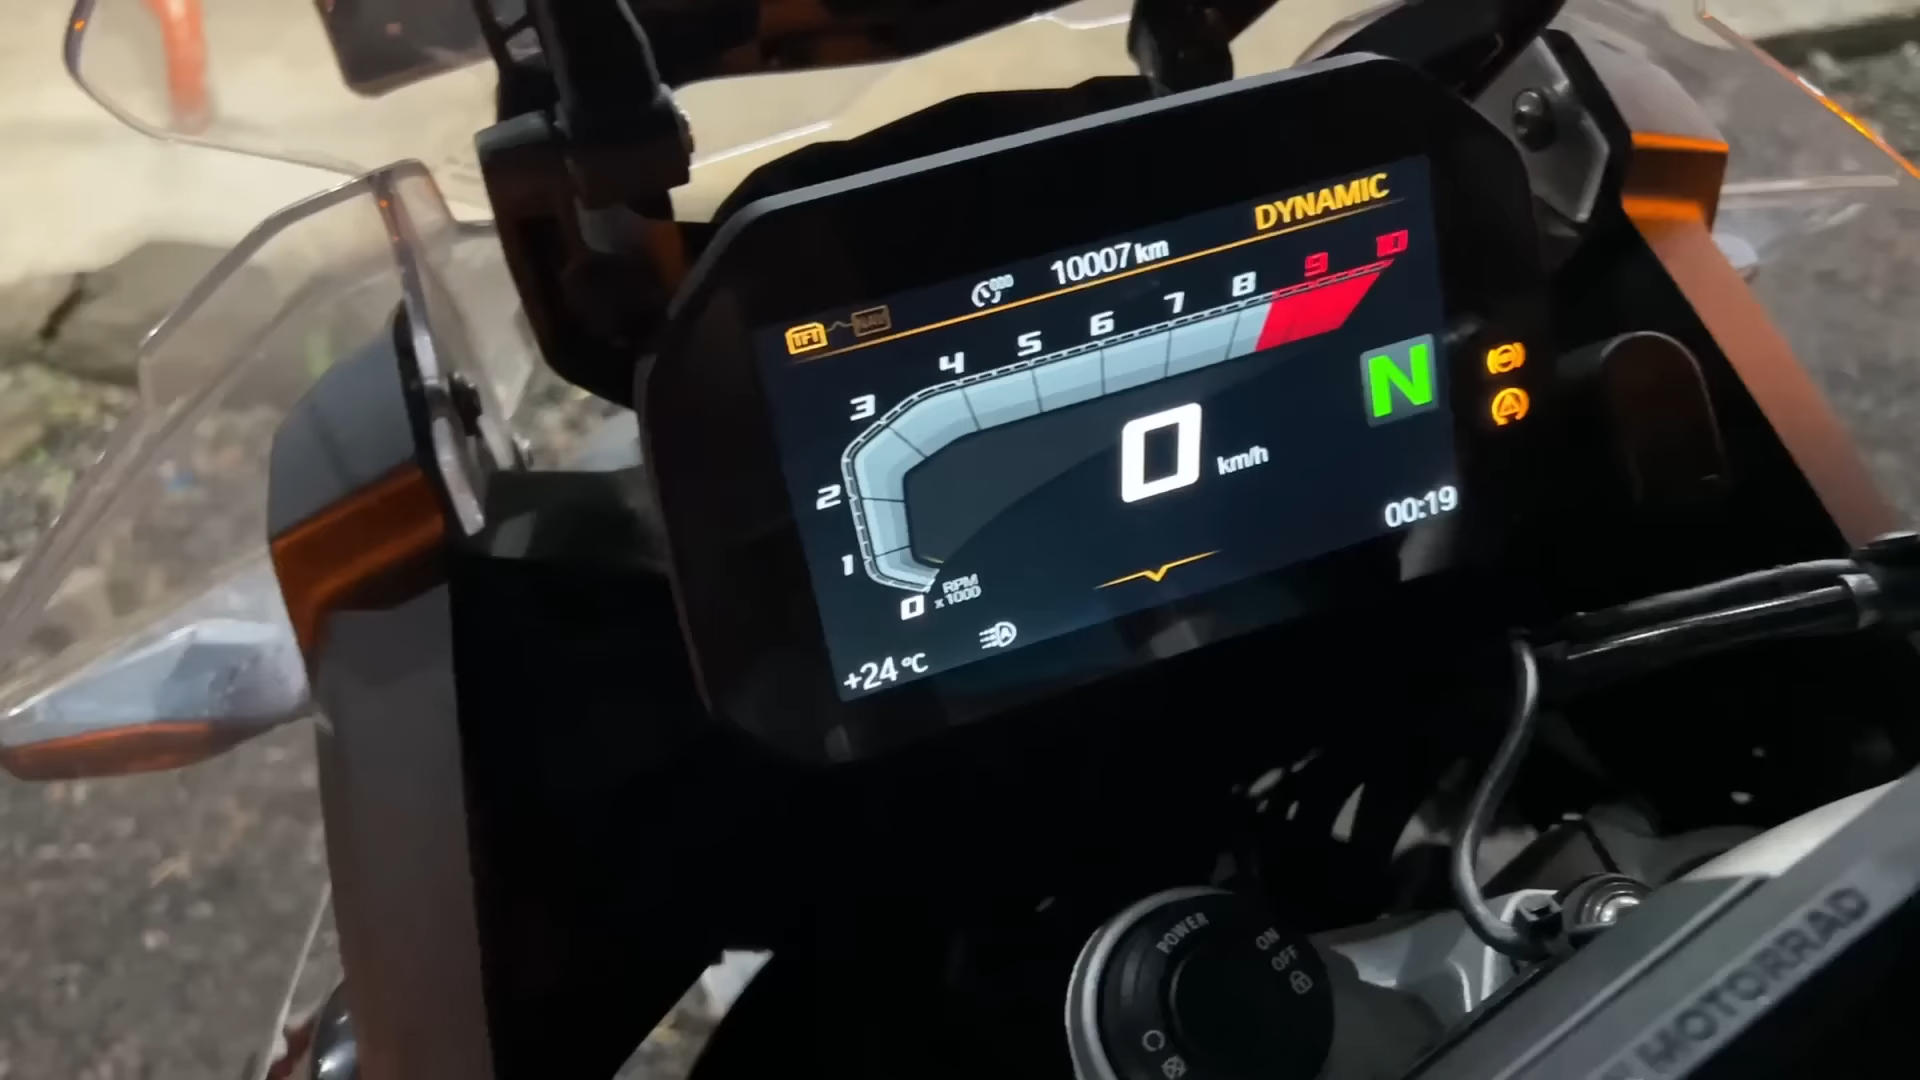 DYNAMIC
10007 km
TFT NAV
0 1 2 3 4 5 6 7 8 9 10
RPM
x 1000
N
0 km/h
00:19
+24 °C
A
POWER
ON
OFF
MOTORRAD